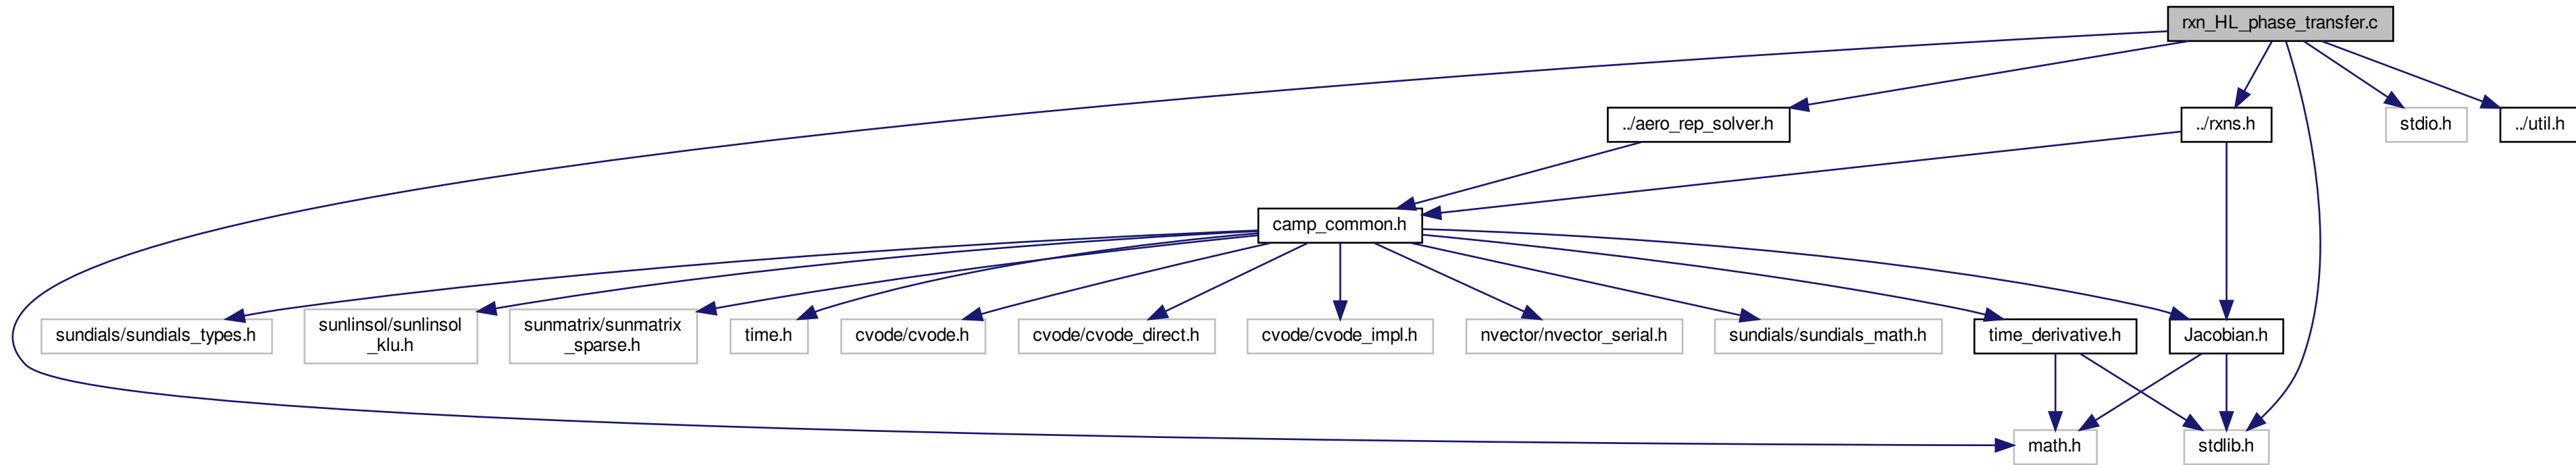 rxn_HL_phase_transfer.c
../aero_rep_solver.h
../rxns.h
stdio.h
../util.h
camp_common.h
sundials/sundials_types.h
sunlinsol/sunlinsol
_klu.h
sunmatrix/sunmatrix
_sparse.h
time.h
cvode/cvode.h
cvode/cvode_direct.h
cvode/cvode_impl.h
nvector/nvector_serial.h
sundials/sundials_math.h
time_derivative.h
Jacobian.h
math.h
stdlib.h